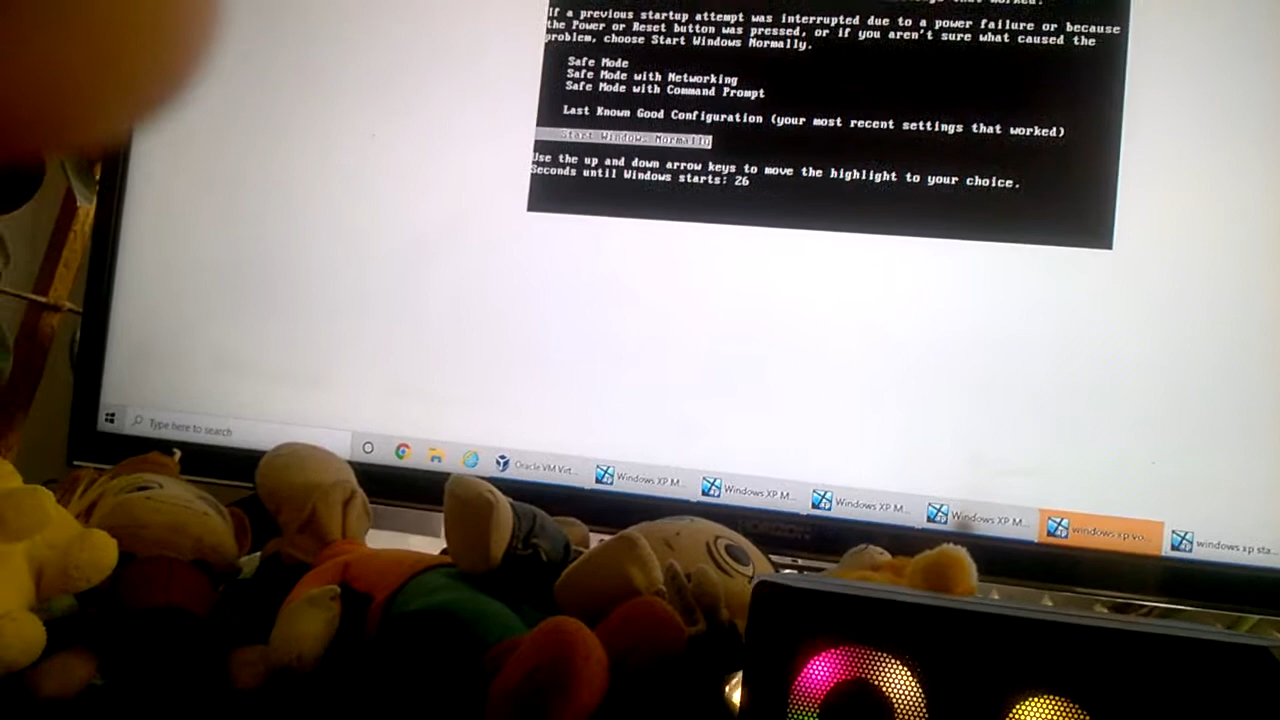 If a previous startup attempt was interrupted due to a power failure or because
the Power or Reset button was pressed, or if you aren't sure what caused the
problem, choose Start Windows Normally.
Safe Mode
Safe Mode with Networking
Safe Mode with Command Prompt
Last Known Good Configuration (your most recent settings that worked)
Start Windows Normally
Use the up and down arrow keys to move the highlight to your choice.
Seconds until Windows starts: 26
Type here to search
Oracle VM Virt...
Windows XP M...
Windows XP M...
Windows XP M...
Windows XP M...
windows xp vo...
windows xp sta...